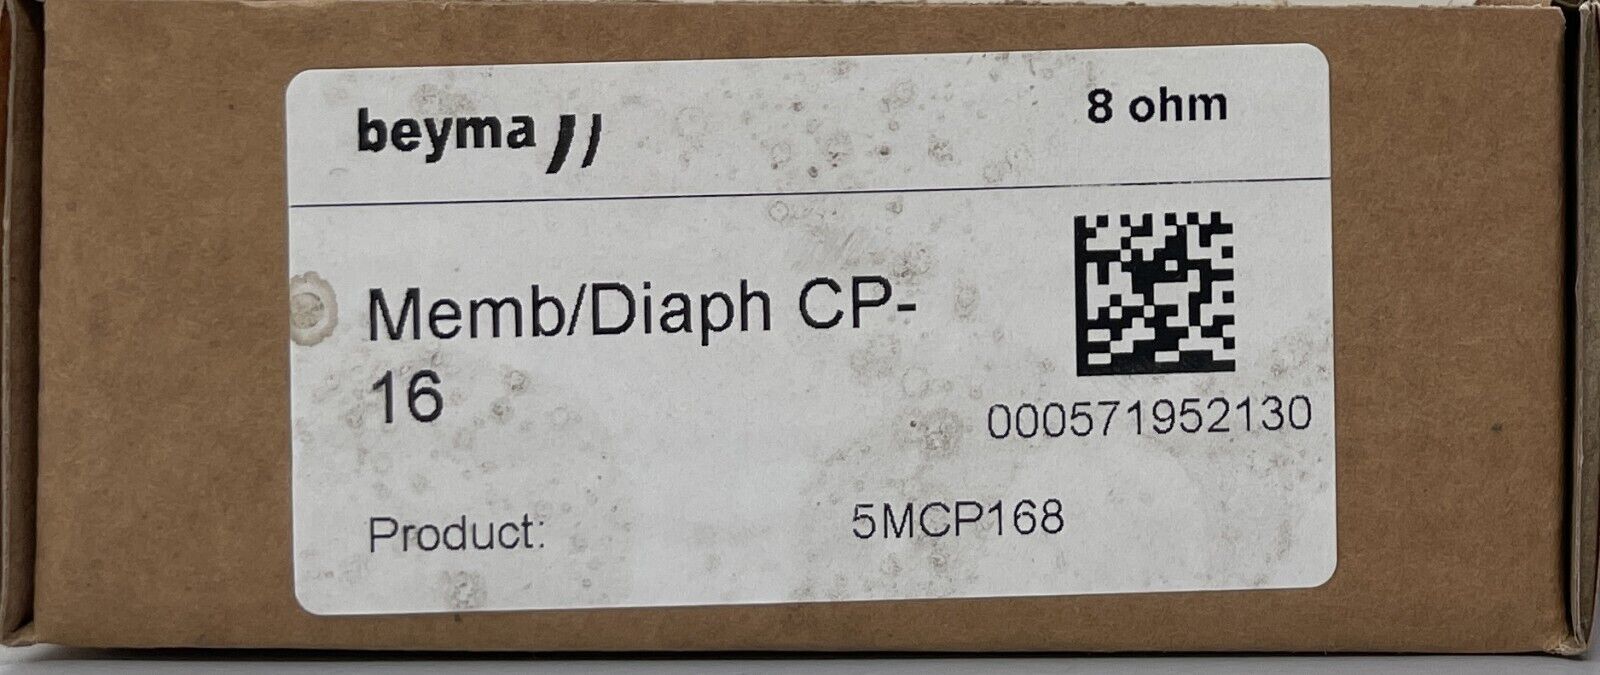 beyma
8 ohm
Memb/Diaph CP-
16
000571952130
Product: 5MCP168